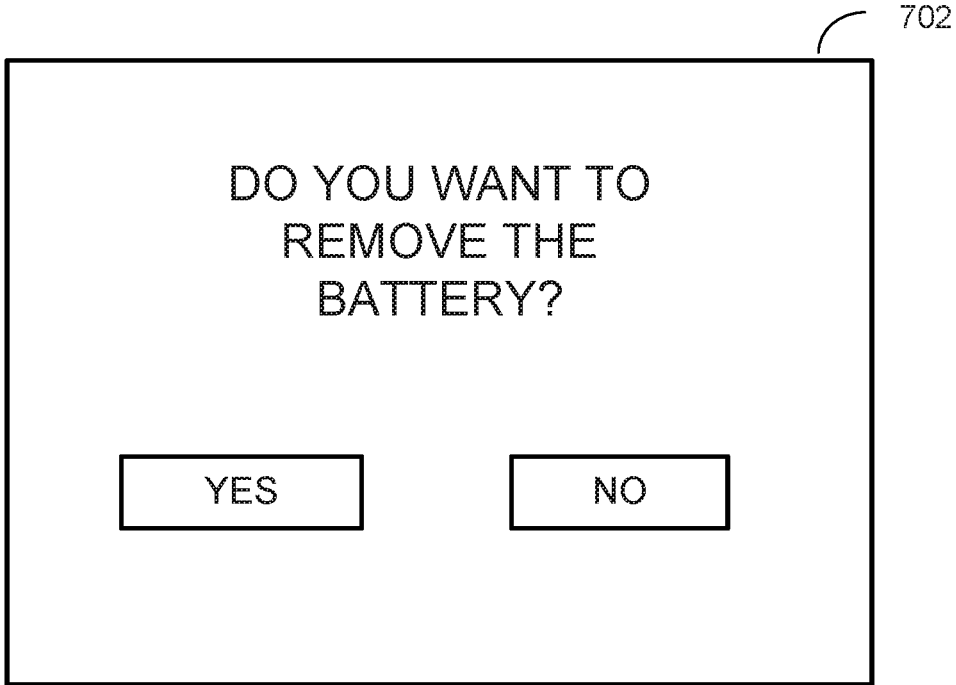 702
DO YOU WANT TO
REMOVE THE
BATTERY?
YES
NO